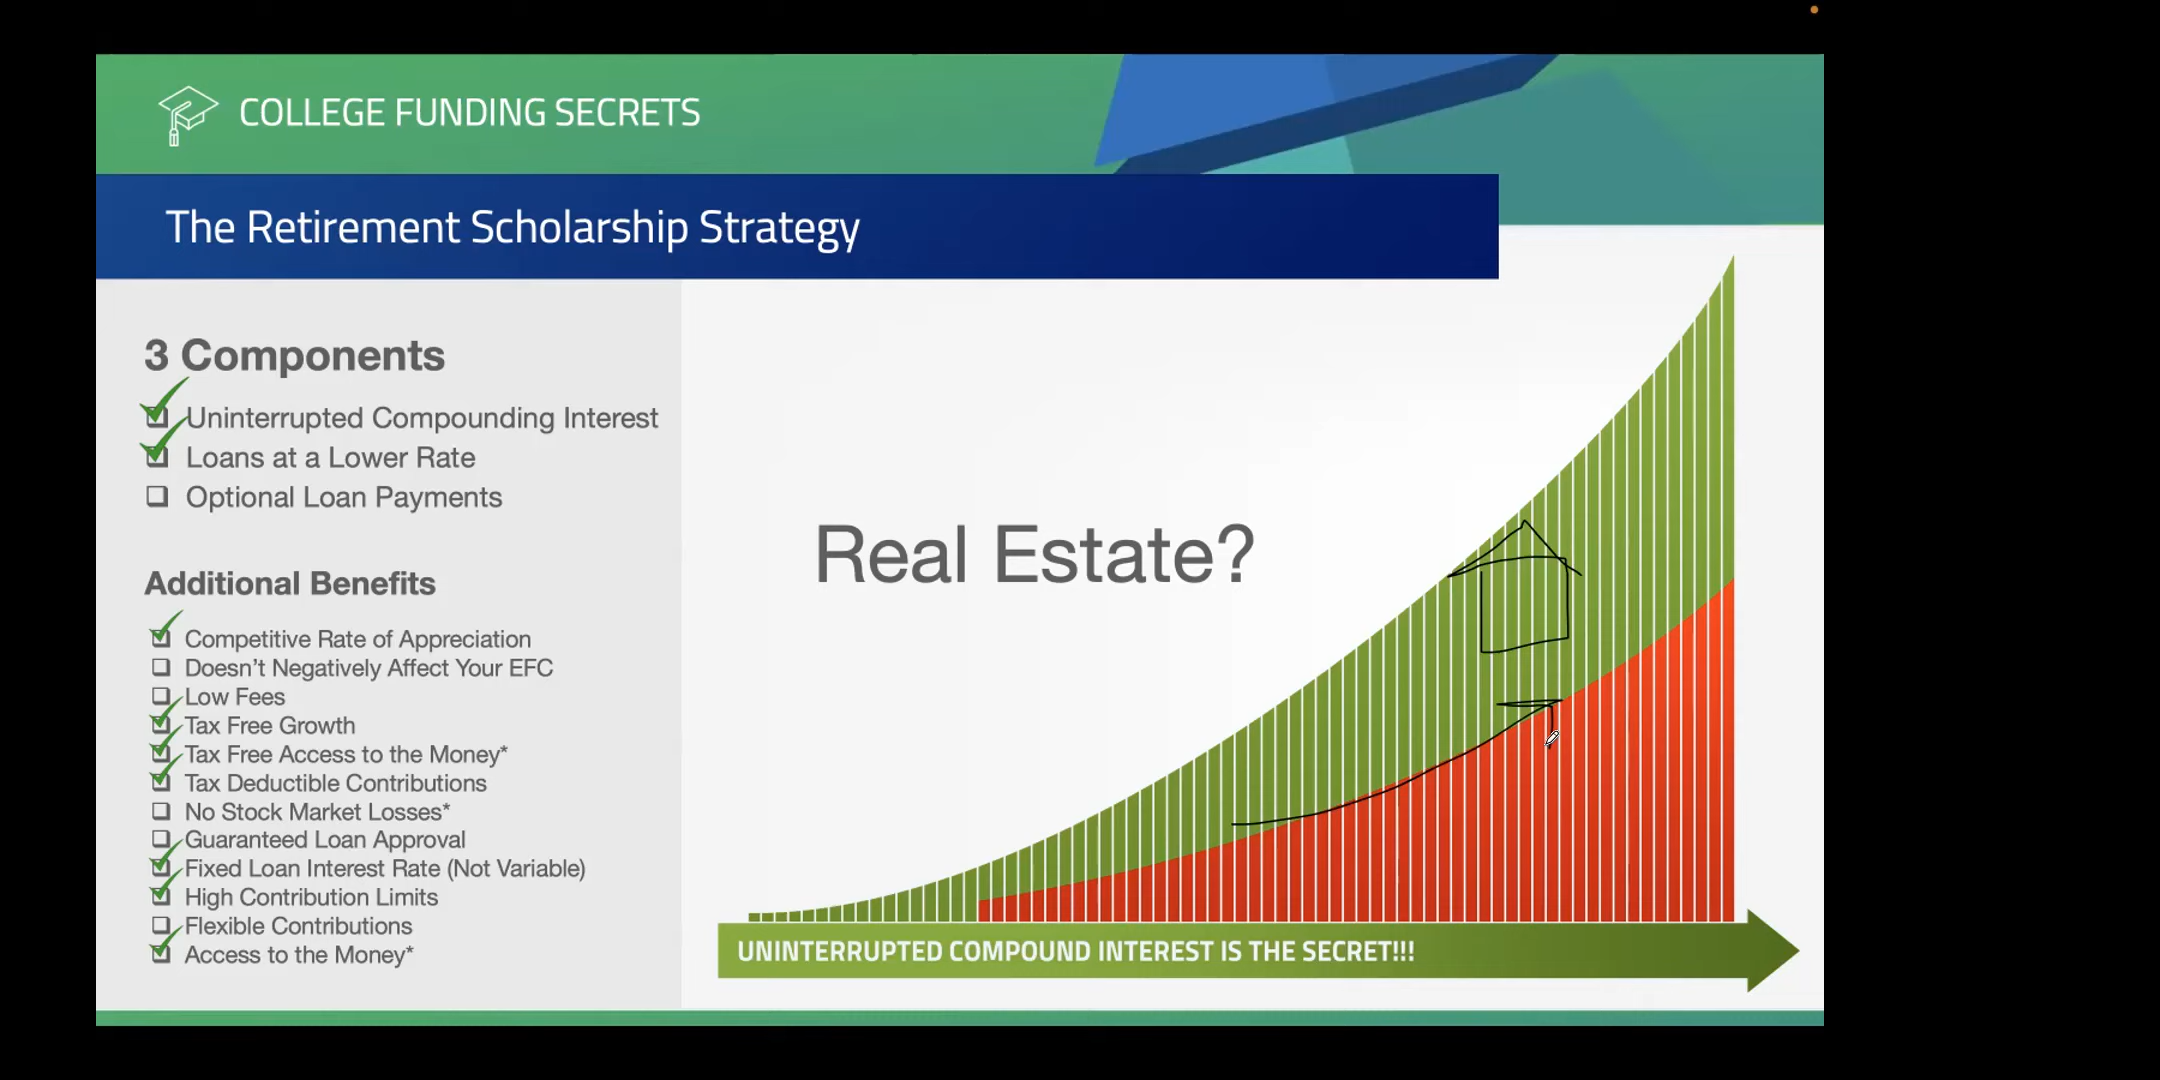 COLLEGE FUNDING SECRETS
The Retirement Scholarship Strategy
3 Components
Uninterrupted Compounding Interest
Loans at a Lower Rate
Optional Loan Payments
Additional Benefits
Competitive Rate of Appreciation
Doesn’t Negatively Affect Your EFC
Low Fees
Tax Free Growth
Tax Free Access to the Money*
Tax Deductible Contributions
No Stock Market Losses*
Guaranteed Loan Approval
Fixed Loan Interest Rate (Not Variable)
High Contribution Limits
Flexible Contributions
Access to the Money*
Real Estate?
UNINTERRUPTED COMPOUND INTEREST IS THE SECRET!!!